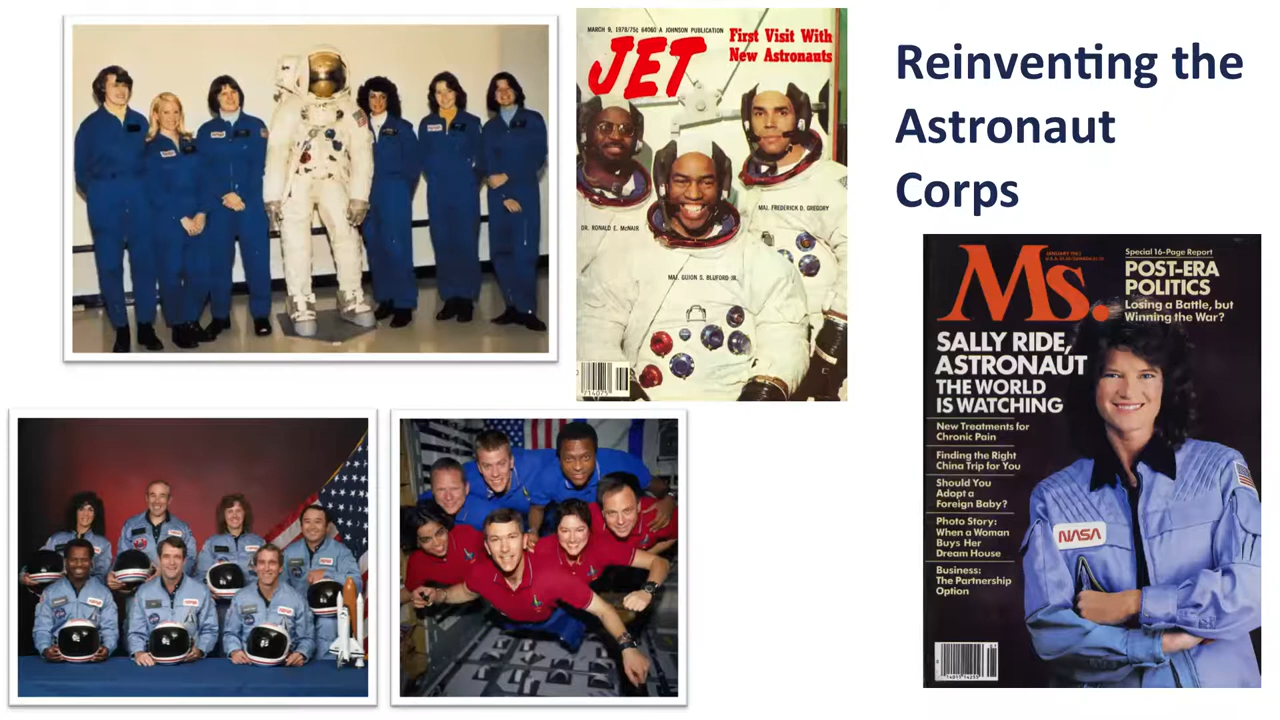 MARCH 9, 1978/75¢ 64060 A JOHNSON PUBLICATION
JET
First Visit With
New Astronauts
MAJ. FREDERICK D. GREGORY
DR. RONALD E. McNAIR
MAJ. GUION S. BLUFORD JR.
Reinventing the
Astronaut
Corps
Ms.
Special 16-Page Report
POST-ERA
POLITICS
Losing a Battle, but
Winning the War?
SALLY RIDE,
ASTRONAUT
THE WORLD
IS WATCHING
New Treatments for
Chronic Pain
Finding the Right
China Trip for You
Should You
Adopt a
Foreign Baby?
Photo Story:
When a Woman
Buys Her
Dream House
Business:
The Partnership
Option
NASA